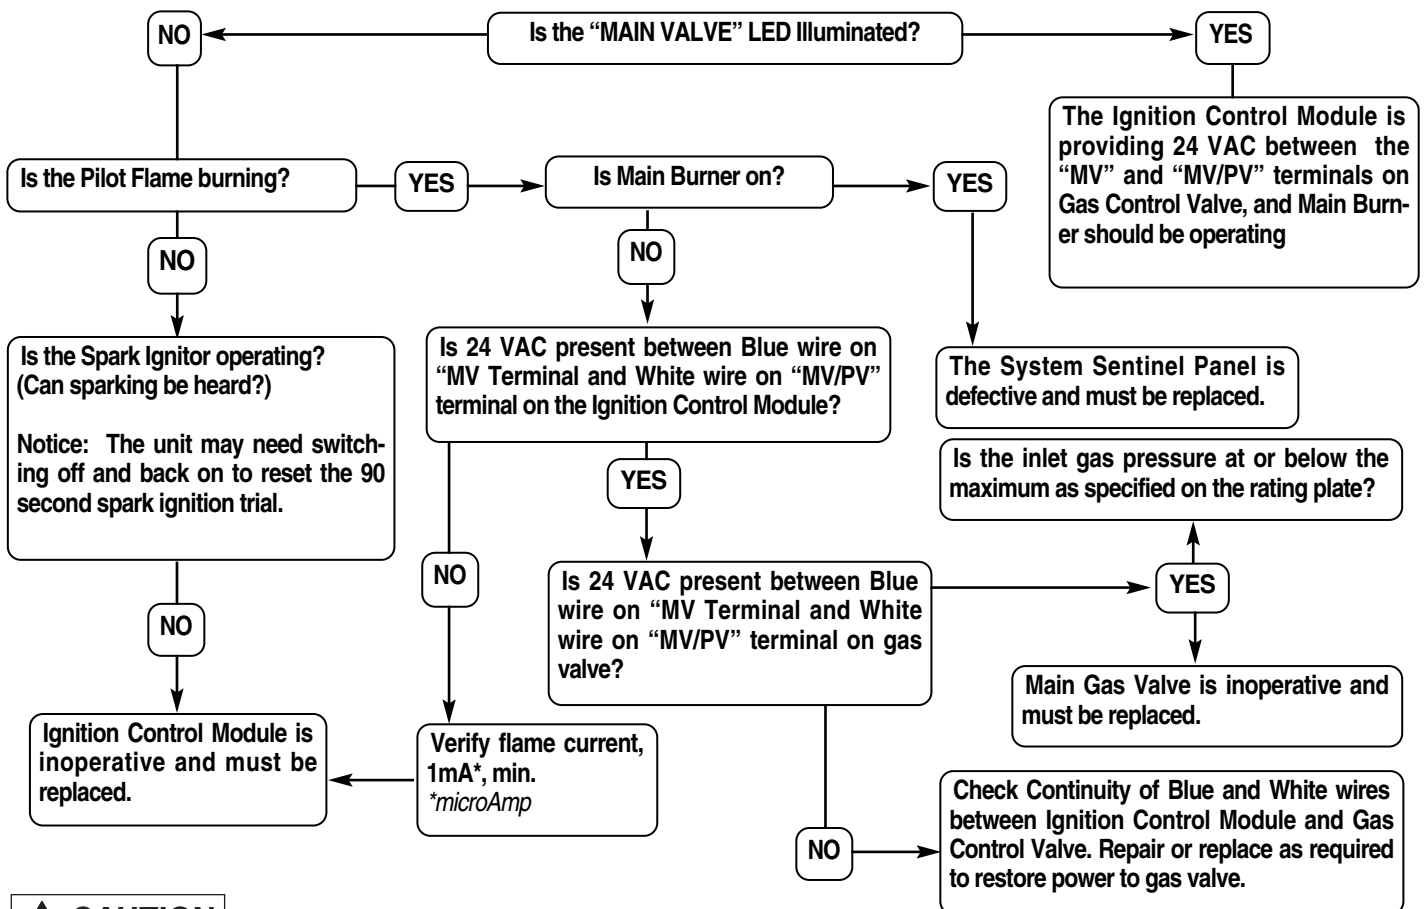 NO
Is the “MAIN VALVE” LED Illuminated?
YES
The Ignition Control Module is
providing 24 VAC between the
“MV” and “MV/PV” terminals on
Gas Control Valve, and Main Burn-
er should be operating
Is the Pilot Flame burning?
YES
Is Main Burner on?
YES
NO
NO
Is the Spark Ignitor operating?
(Can sparking be heard?)
Notice: The unit may need switch-
ing off and back on to reset the 90
second spark ignition trial.
Is 24 VAC present between Blue wire on
“MV Terminal and White wire on “MV/PV”
terminal on the Ignition Control Module?
The System Sentinel Panel is
defective and must be replaced.
Is the inlet gas pressure at or below the
maximum as specified on the rating plate?
YES
NO
Is 24 VAC present between Blue
wire on “MV Terminal and White
wire on “MV/PV” terminal on gas
valve?
YES
NO
Main Gas Valve is inoperative and
must be replaced.
Ignition Control Module is
inoperative and must be
replaced.
Verify flame current,
1mA*, min.
*microAmp
NO
Check Continuity of Blue and White wires
between Ignition Control Module and Gas
Control Valve. Repair or replace as required
to restore power to gas valve.
CAUTION